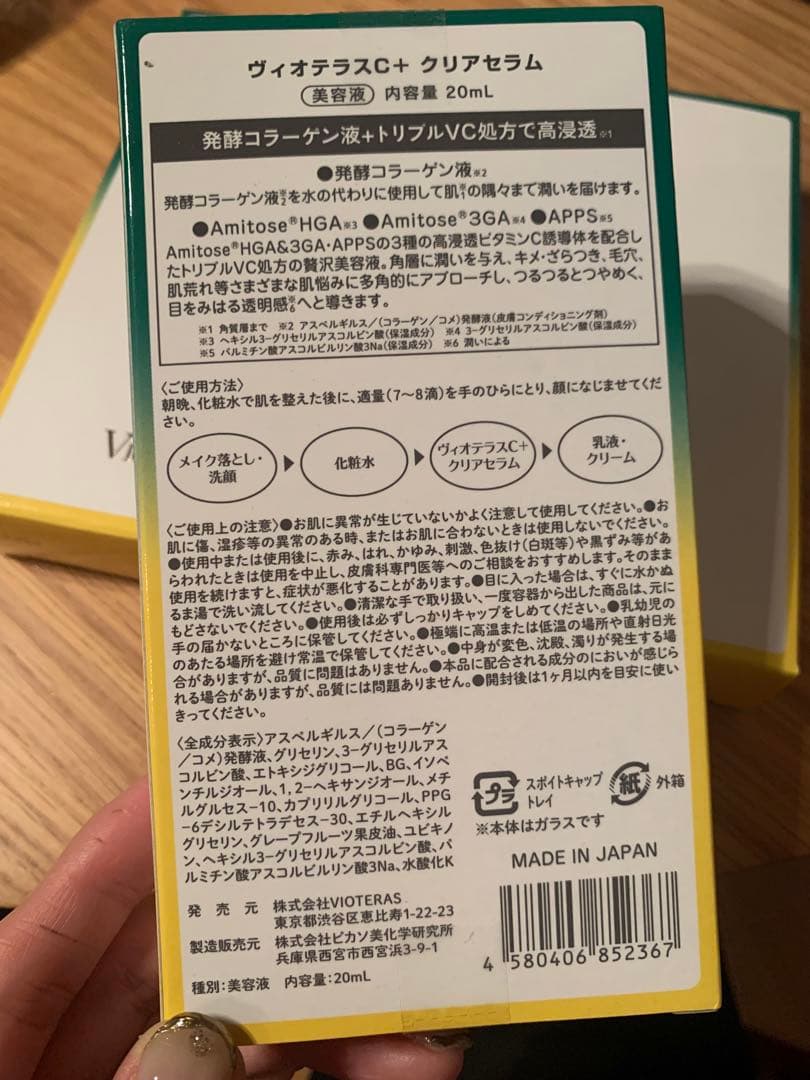 ヴィオテラスC+ クリアセラム
美容液 内容量 20mL
発酵コラーゲン液+トリプルVC処方で高浸透※1
●発酵コラーゲン液※2
発酵コラーゲン液※2を水の代わりに使用して肌※1の隅々まで潤いを届けます。
●Amitose®HGA※3 ●Amitose®3GA※4 ●APPS※5
Amitose®HGA&3GA・APPSの3種の高浸透ビタミンC誘導体を配合し
たトリプルVC処方の贅沢美容液。角層に潤いを与え、キメ・ざらつき、毛穴、
肌荒れ等さまざまな肌悩みに多角的にアプローチし、つるつるとつやめく、
目をみはる透明感※6へと導きます。
※1 角質層まで ※2 アスペルギルス/(コラーゲン/コメ)発酵液(皮膚コンディショニング剤)
※3 ヘキシル3-グリセリルアスコルビン酸(保湿成分) ※4 3-グリセリルアスコルビン酸(保湿成分)
※5 パルミチン酸アスコルビルリン酸3Na(保湿成分) ※6 潤いによる
〈ご使用方法〉
朝晩、化粧水で肌を整えた後に、適量(7〜8滴)を手のひらにとり、顔になじませてくだ
さい。
メイク落とし・
洗顔
化粧水
ヴィオテラスC+
クリアセラム
乳液・
クリーム
〈ご使用上の注意〉●お肌に異常が生じていないかよく注意して使用してください。●お
肌に傷、湿疹等の異常のある時、またはお肌に合わないときは使用しないでください。
●使用中または使用後に、赤み、はれ、かゆみ、刺激、色抜け(白斑等)や黒ずみ等があ
らわれたときは使用を中止し、皮膚科専門医等へのご相談をおすすめします。そのまま
使用を続けますと、症状が悪化することがあります。●目に入った場合は、すぐに水かぬ
るま湯で洗い流してください。●清潔な手で取り扱い、一度容器から出した商品は、元に
もどさないでください。●使用後は必ずしっかりキャップをしめてください。●乳幼児の
手の届かないところに保管してください。●極端に高温または低温の場所や直射日光
のあたる場所を避け常温で保管してください。●中身が変色、沈殿、濁りが発生する場
合がありますが、品質に問題はありません。●本品に配合される成分のにおいが感じら
れる場合がありますが、品質には問題ありません。●開封後は1ヶ月以内を目安に使い
きってください。
〈全成分表示〉アスペルギルス/(コラーゲン
/コメ)発酵液、グリセリン、3-グリセリルアス
コルビン酸、エトキシジグリコール、BG、イソペ
ンチルジオール、1,2-ヘキサンジオール、メチ
ルグルセス-10、カプリリルグリコール、PPG
-6デシルテトラデセス-30、エチルヘキシル
グリセリン、グレープフルーツ果皮油、ユビキノ
ン、ヘキシル3-グリセリルアスコルビン酸、パ
ルミチン酸アスコルビルリン酸3Na、水酸化K
プラ
スポイトキャップ
トレイ
紙
外箱
※本体はガラスです
MADE IN JAPAN
発売元 株式会社VIOTERAS
東京都渋谷区恵比寿1-22-23
製造販売元 株式会社ピカソ美化学研究所
兵庫県西宮市西宮浜3-9-1
種別:美容液 内容量:20mL
4 580406 852367